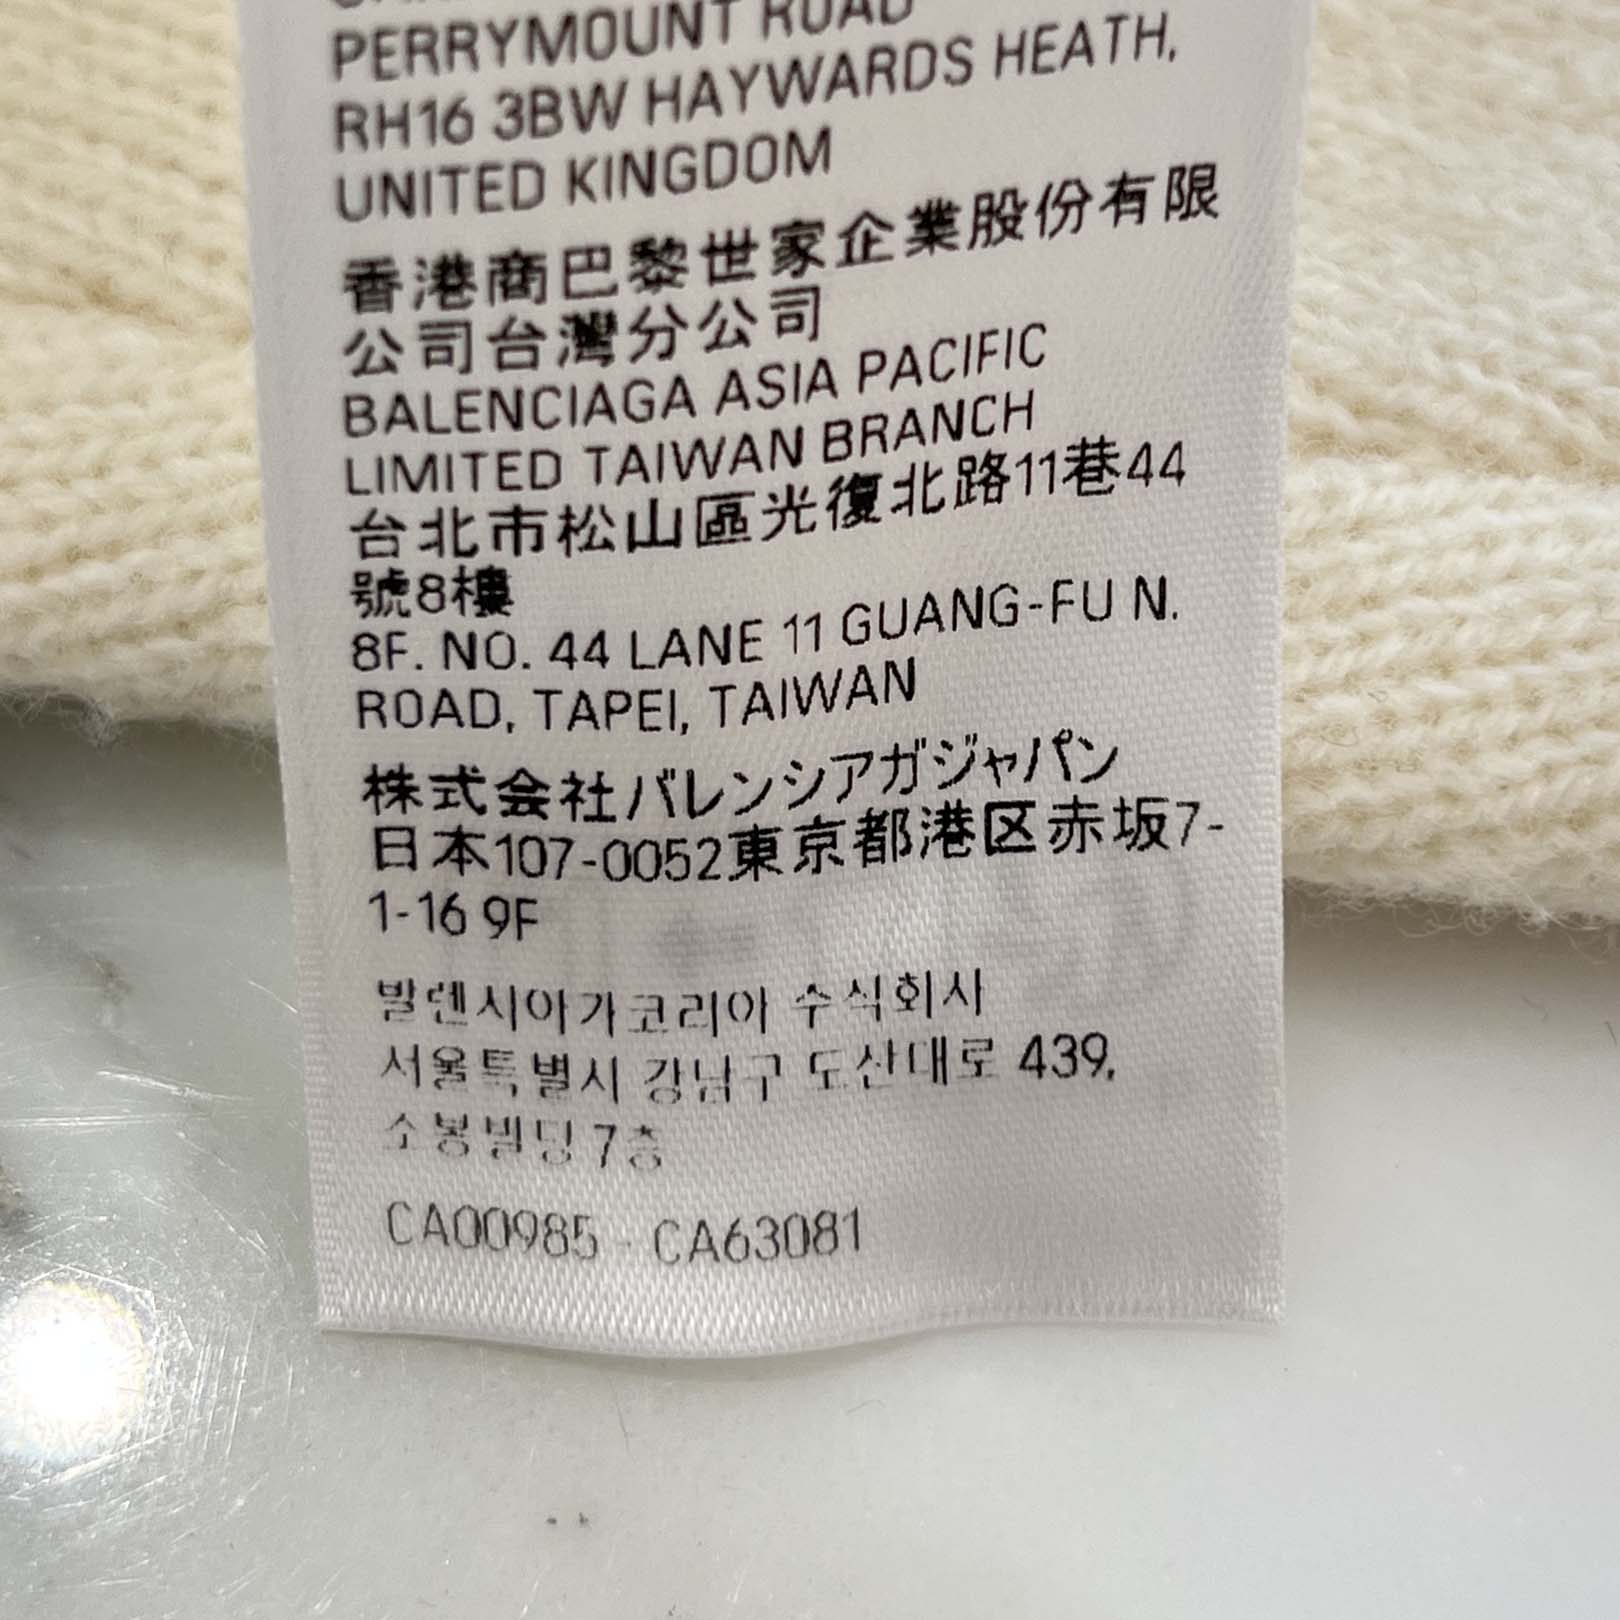 PERRYMOUNT ROAD
RH16 3BW HAYWARDS HEATH,
UNITED KINGDOM
香港商巴黎世家企業股份有限
公司台灣分公司
BALENCIAGA ASIA PACIFIC
LIMITED TAIWAN BRANCH
台北市松山區光復北路11巷44
號8樓
8F. NO. 44 LANE 11 GUANG-FU N.
ROAD, TAPEI, TAIWAN
株式会社バレンシアガジャパン
日本107-0052東京都港区赤坂7-
1-16 9F
발렌시아가코리아 수식회사
서울특별시 강남구 도산대로 439,
소봉빌딩 7층
CA00985 - CA63081